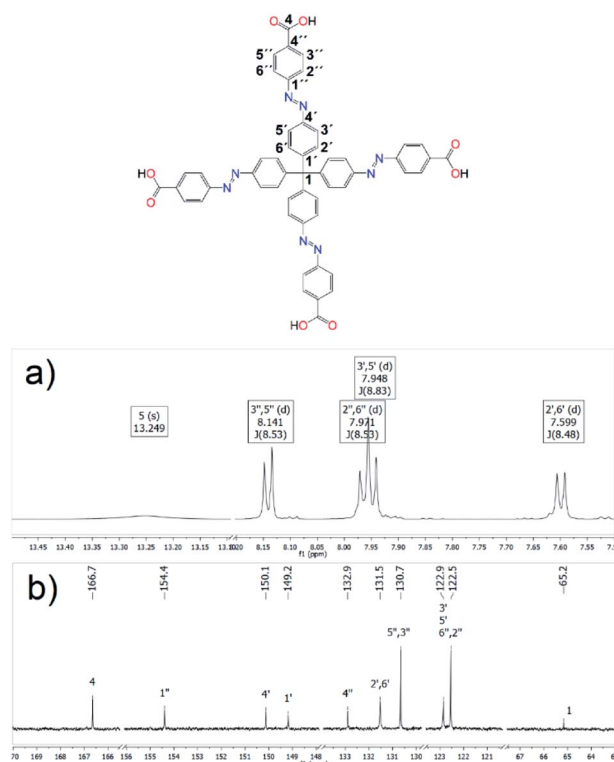 4
O
OH
4´´
5´´
3´´
6´´
2´´
1´´
N
N
4´
5´
3´
6´
2´
1´
1
HO
O
N
N
N
N
O
OH
N
N
HO
O
a)
3',5' (d)
7.948
J(8.83)
5 (s)
13.249
3'',5'' (d)
8.141
J(8.53)
2'',6'' (d)
7.971
J(8.53)
2',6' (d)
7.599
J(8.48)
13.45 13.40 13.35 13.30 13.25 13.20 13.15 8.15 8.10 8.05 8.00 7.95 7.90 7.85 7.80 7.75 7.70 7.65 7.60 7.55
f1 (ppm)
b)
166.7
154.4
150.1
149.2
132.9
131.5
130.7
122.9
122.5
65.2
3'
5'
6'',2''
5'',3''
4
1''
4'
1'
4''
2',6'
1
70 169 168 167 166 165 156 155 154 153 152 151 150 149 148 133 132 131 130 123 122 121 67 66 65 64
f1 (ppm)